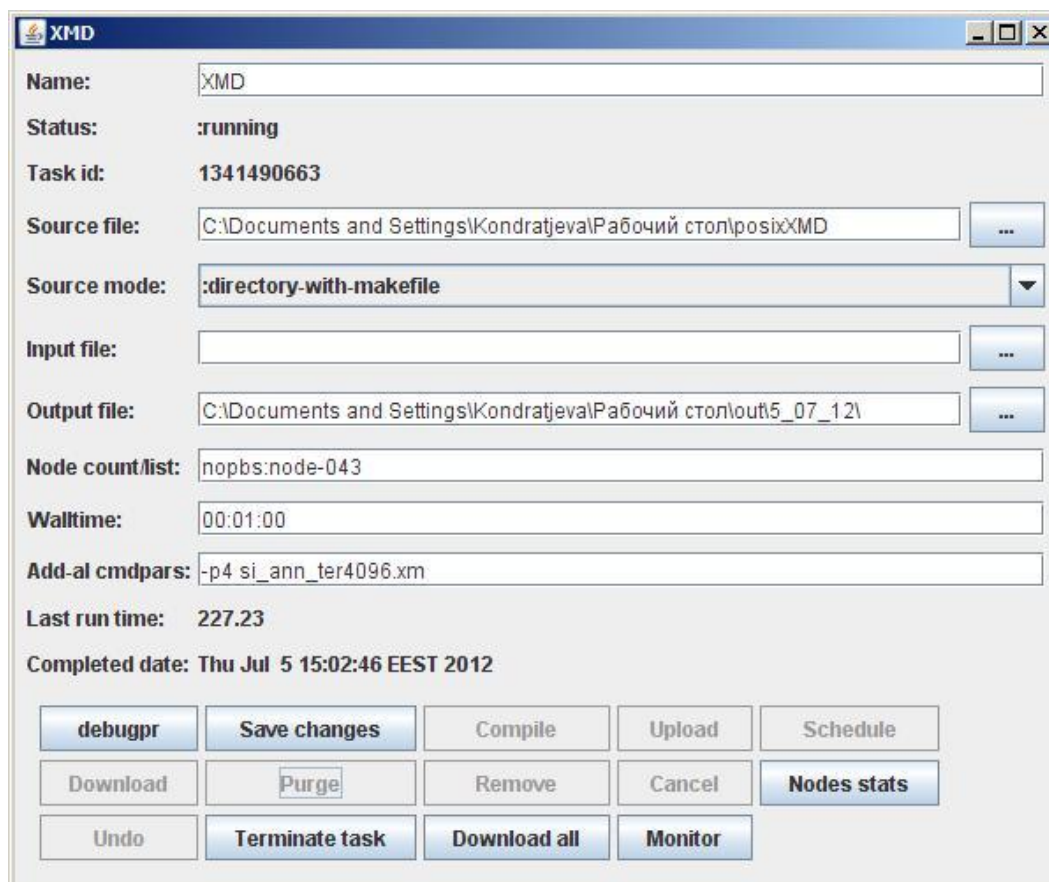 XMD
Name: XMD
Status: :running
Task id: 1341490663
Source file: C:\Documents and Settings\Kondratjeva\Рабочий стол\posixXMD ...
Source mode: :directory-with-makefile
Input file: ...
Output file: C:\Documents and Settings\Kondratjeva\Рабочий стол\out\5_07_12\ ...
Node count/list: nopbs:node-043
Walltime: 00:01:00
Add-al cmdpars: -p4 si_ann_ter4096.xm
Last run time: 227.23
Completed date: Thu Jul 5 15:02:46 EEST 2012
debugpr Save changes Compile Upload Schedule
Download Purge Remove Cancel Nodes stats
Undo Terminate task Download all Monitor